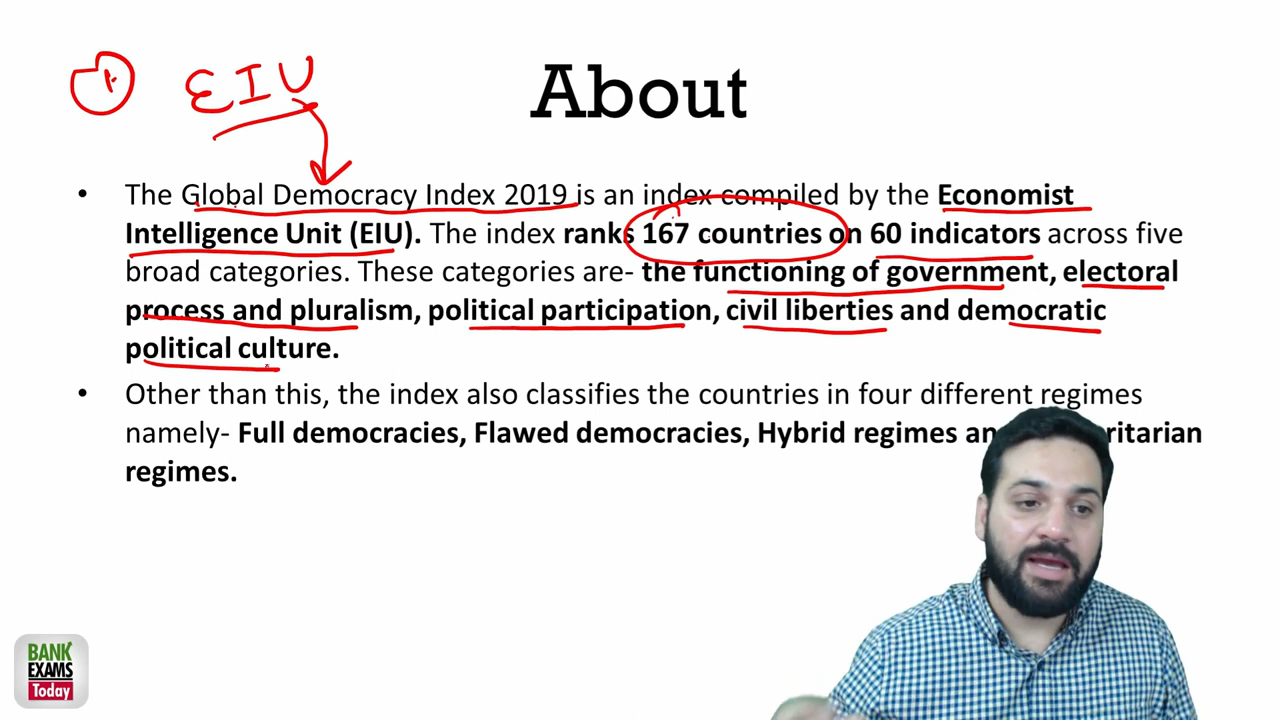 EIU
About
• The Global Democracy Index 2019 is an index compiled by the Economist
Intelligence Unit (EIU). The index ranks 167 countries on 60 indicators across five
broad categories. These categories are- the functioning of government, electoral
process and pluralism, political participation, civil liberties and democratic
political culture.
• Other than this, the index also classifies the countries in four different regimes
namely- Full democracies, Flawed democracies, Hybrid regimes an ritarian
regimes.
BANK
EXAMS
Today